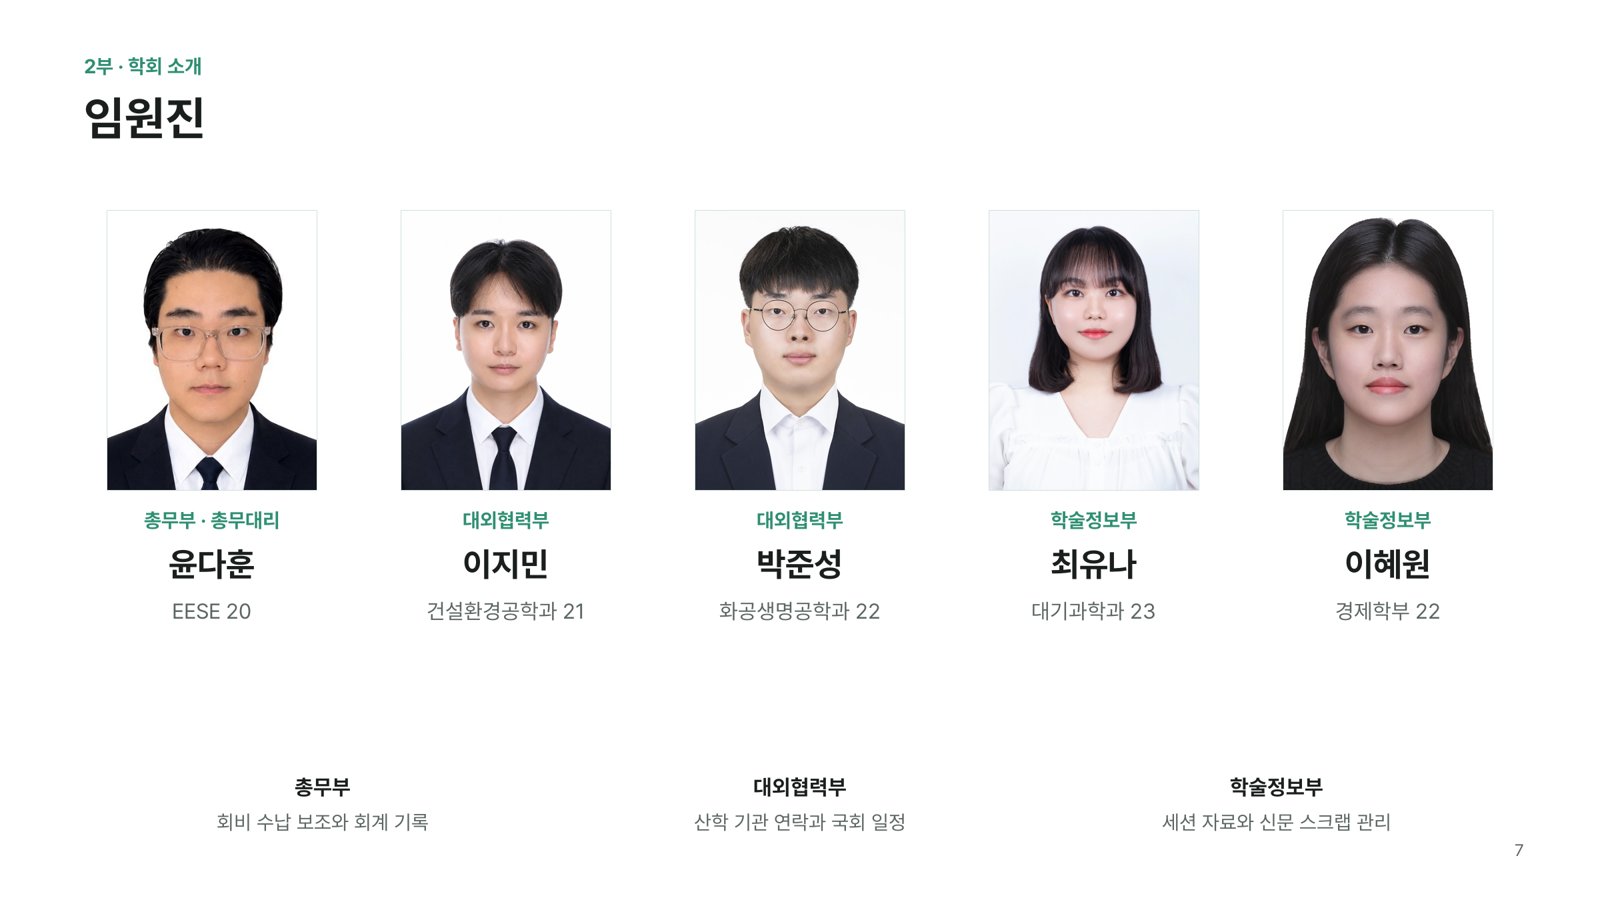 2부 · 학회 소개
임원진
총무부 · 총무대리
윤다훈
EESE 20
대외협력부
이지민
건설환경공학과 21
대외협력부
박준성
화공생명공학과 22
학술정보부
최유나
대기과학과 23
학술정보부
이혜원
경제학부 22
총무부
회비 수납 보조와 회계 기록
대외협력부
산학 기관 연락과 국회 일정
학술정보부
세션 자료와 신문 스크랩 관리
7